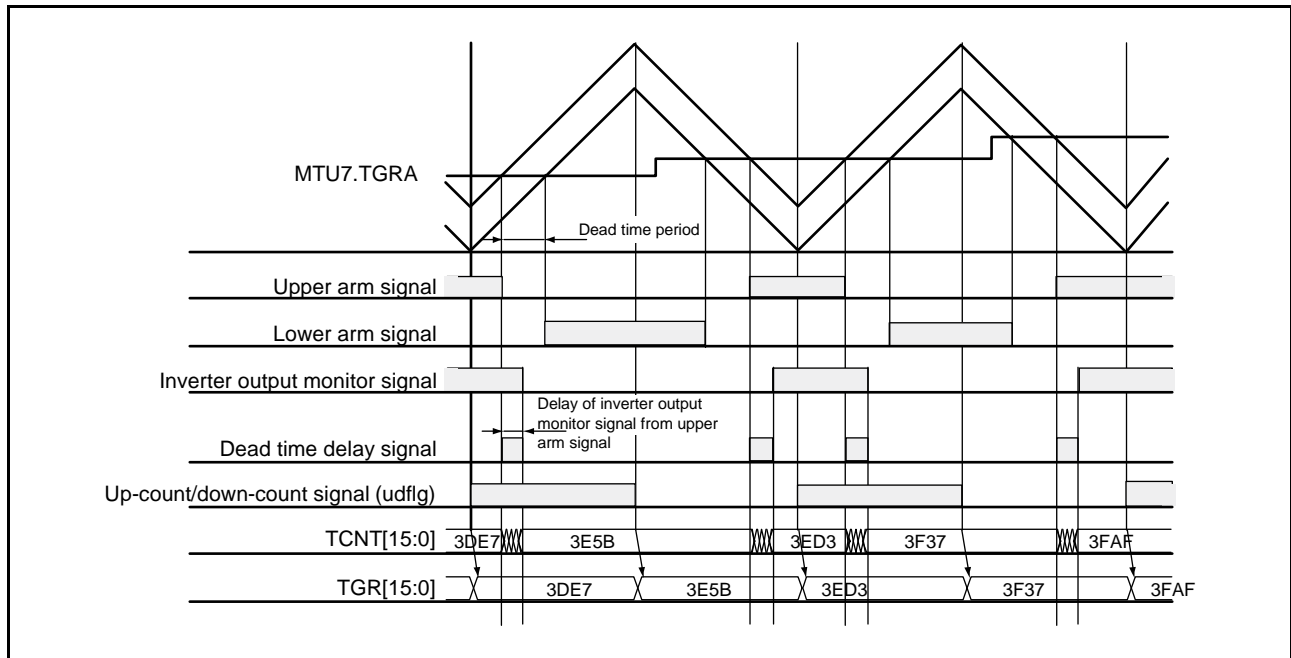 MTU7.TGRA
Dead time period
Upper arm signal
Lower arm signal
Inverter output monitor signal
Delay of inverter output
monitor signal from upper
arm signal
Dead time delay signal
Up-count/down-count signal (udflg)
TCNT[15:0] 3DE7 3E5B 3ED3 3F37 3FAF
TGR[15:0] 3DE7 3E5B 3ED3 3F37 3FAF